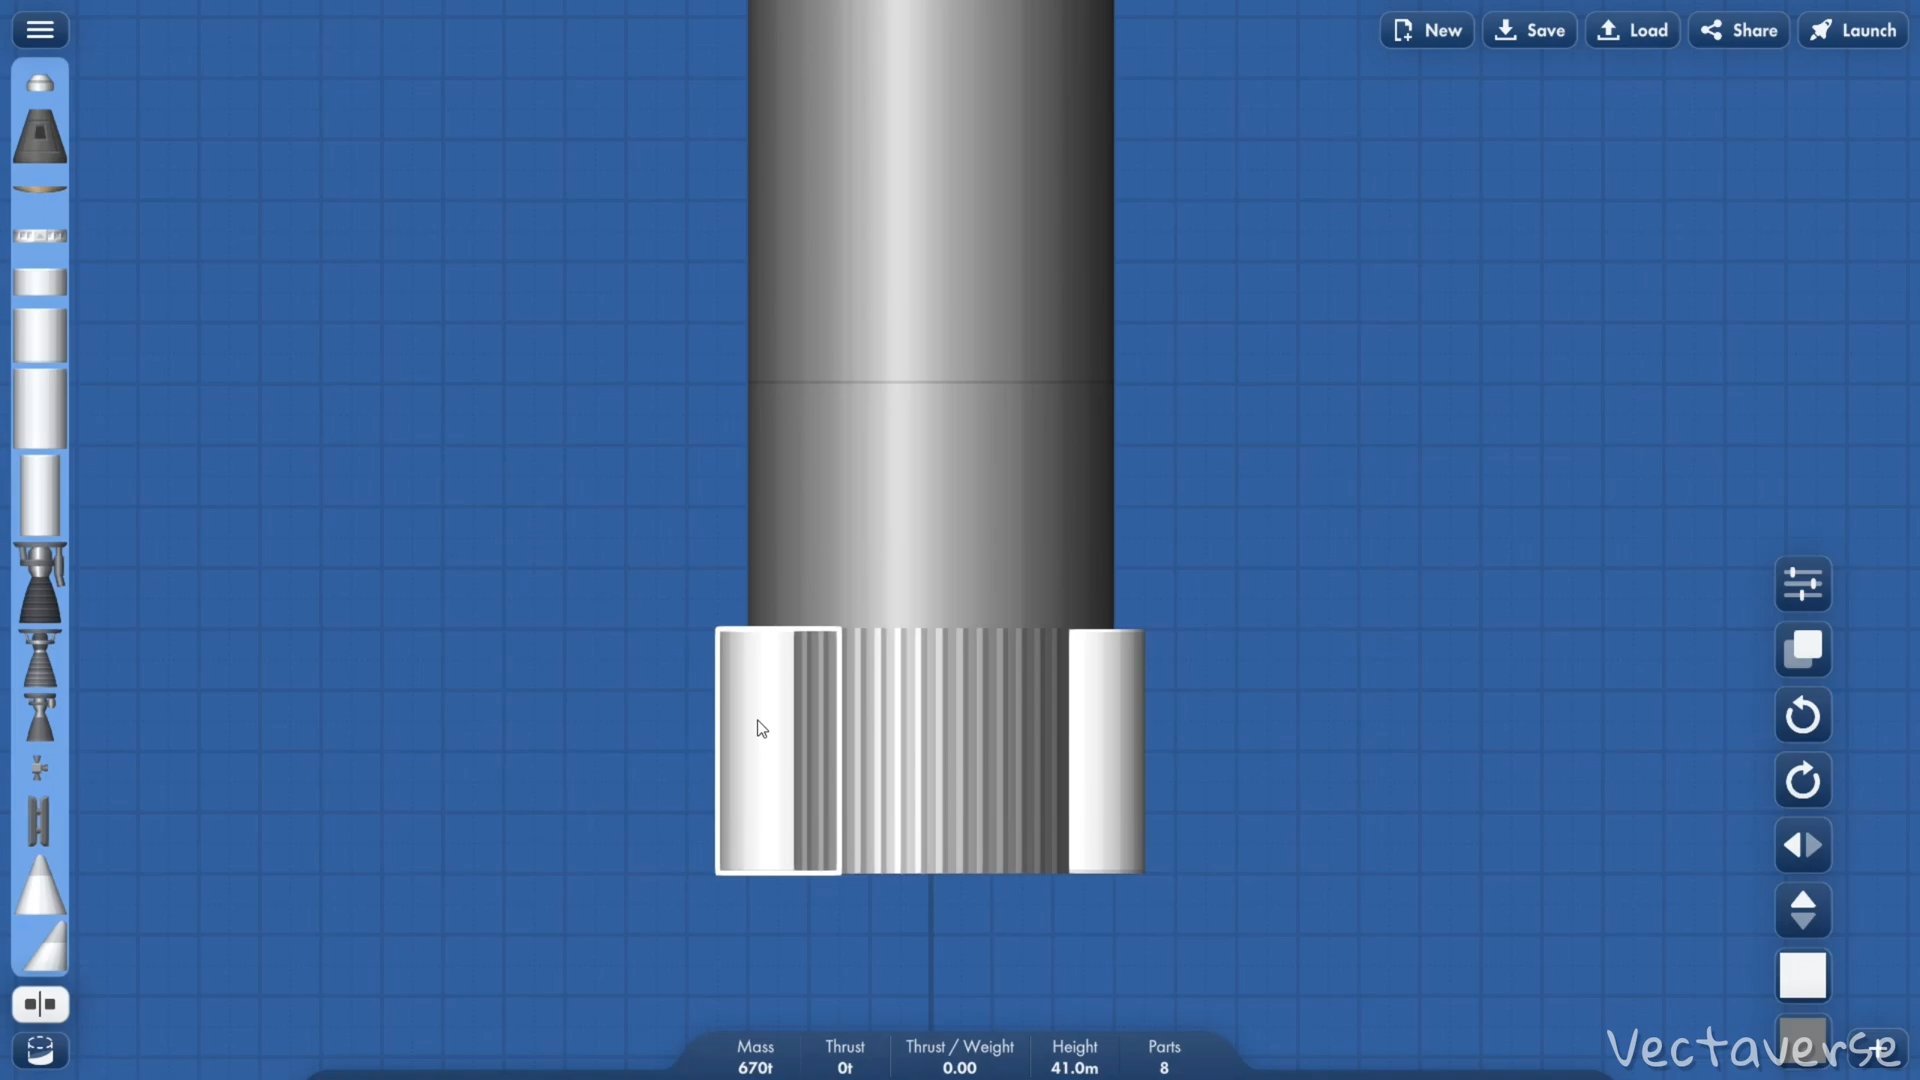 New
Save
Load
Share
Launch
Mass
670t
Thrust
0t
Thrust / Weight
0.00
Height
41.0m
Parts
8
Vectaverse